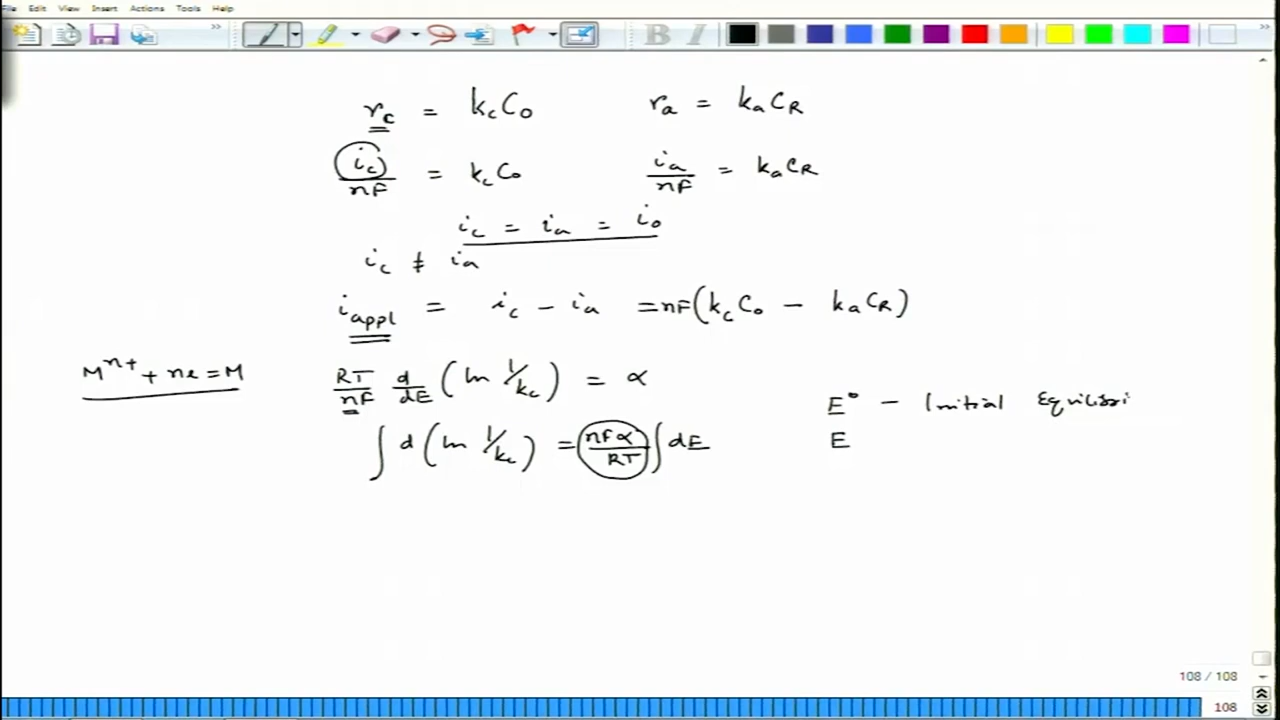 File Edit View Insert Actions Tools Help
B I
r_c = k_c C_o    r_a = k_a C_R
i_c/nF = k_c C_o    i_a/nF = k_a C_R
i_c = i_a = i_o
i_c ≠ i_a
i_appl = i_c - i_a = nF(k_c C_o - k_a C_R)
M^n+ + ne = M    RT/nF d/dE (ln 1/k_c) = α
E° - Initial Equilibri
∫ d (ln 1/k_c) = nFα/RT ∫ dE    E
108 / 108
108